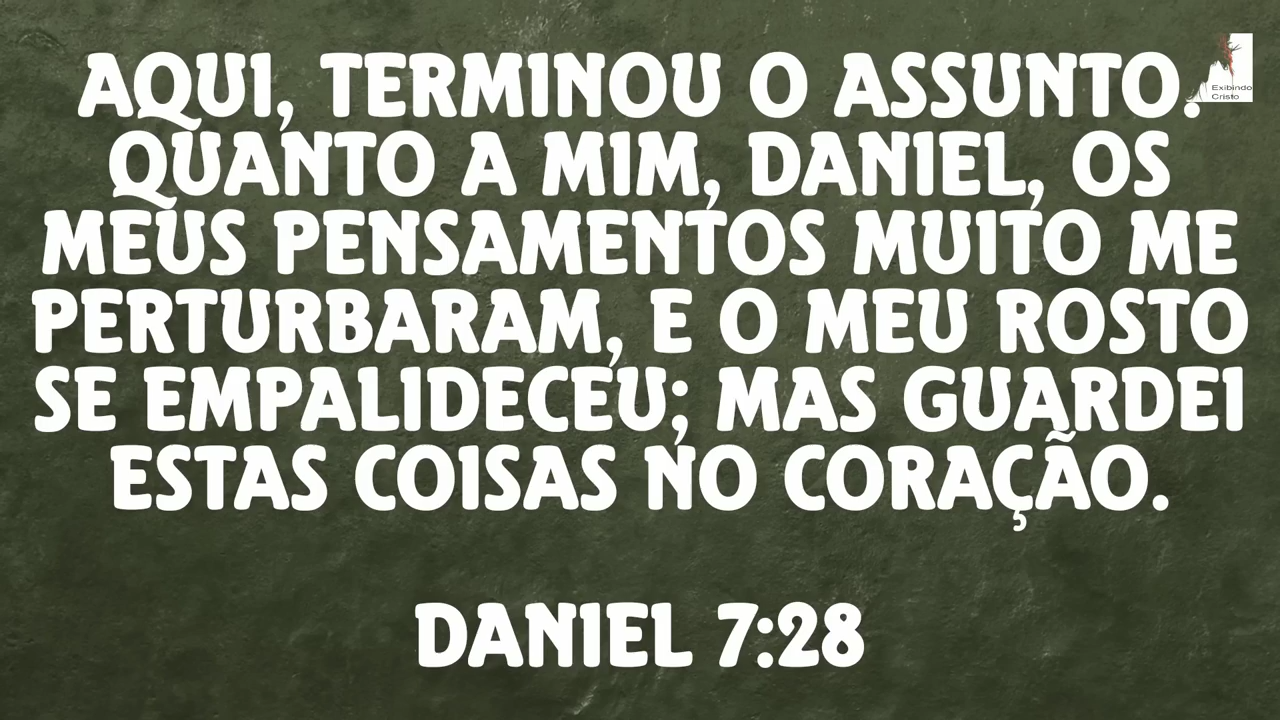 AQUI, TERMINOU O ASSUNTO.
QUANTO A MIM, DANIEL, OS
MEUS PENSAMENTOS MUITO ME
PERTURBARAM, E O MEU ROSTO
SE EMPALIDECEU; MAS GUARDEI
ESTAS COISAS NO CORAÇÃO.
DANIEL 7:28
Exibindo
Cristo